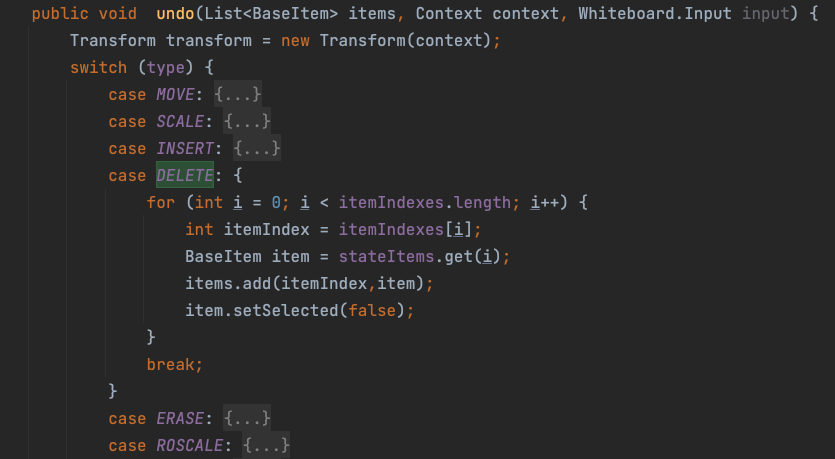 public void  undo(List<BaseItem> items, Context context, Whiteboard.Input input) {
    Transform transform = new Transform(context);
    switch (type) {
        case MOVE: {...}
        case SCALE: {...}
        case INSERT: {...}
        case DELETE: {
            for (int i = 0; i < itemIndexes.length; i++) {
                int itemIndex = itemIndexes[i];
                BaseItem item = stateItems.get(i);
                items.add(itemIndex,item);
                item.setSelected(false);
            }
            break;
        }
        case ERASE: {...}
        case ROSCALE: {...}